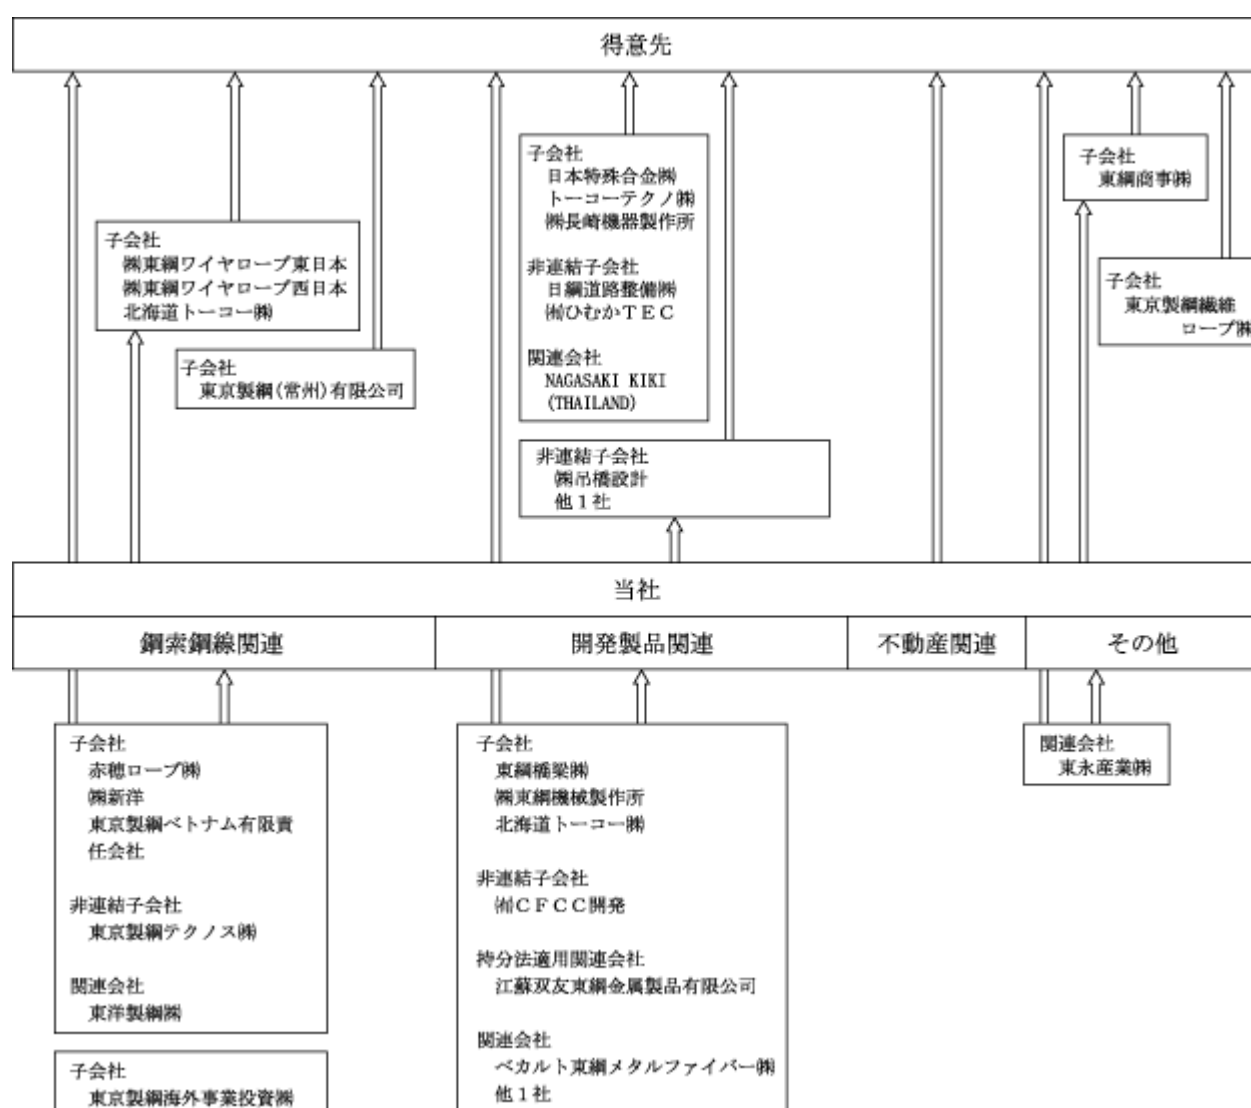 得意先
子会社
日本特殊合金㈱
トーコーテクノ㈱
㈱長崎機器製作所
非連結子会社
日綱道路整備㈱
㈲ひむかＴＥＣ
関連会社
NAGASAKI KIKI
(THAILAND)
子会社
東綱商事㈱
子会社
㈱東綱ワイヤロープ東日本
㈱東綱ワイヤロープ西日本
北海道トーコー㈱
子会社
東京製綱繊維
ロープ㈱
子会社
東京製綱(常州)有限公司
非連結子会社
㈱吊橋設計
他１社
当社
鋼索鋼線関連
開発製品関連
不動産関連
その他
子会社
赤穂ロープ㈱
㈱新洋
東京製綱ベトナム有限責
任会社
非連結子会社
東京製綱テクノス㈱
関連会社
東洋製綱㈱
子会社
東京製綱海外事業投資㈱
子会社
東綱橋梁㈱
㈱東綱機械製作所
北海道トーコー㈱
非連結子会社
㈲ＣＦＣＣ開発
持分法適用関連会社
江蘇双友東綱金属製品有限公司
関連会社
ベカルト東綱メタルファイバー㈱
他１社
関連会社
東永産業㈱